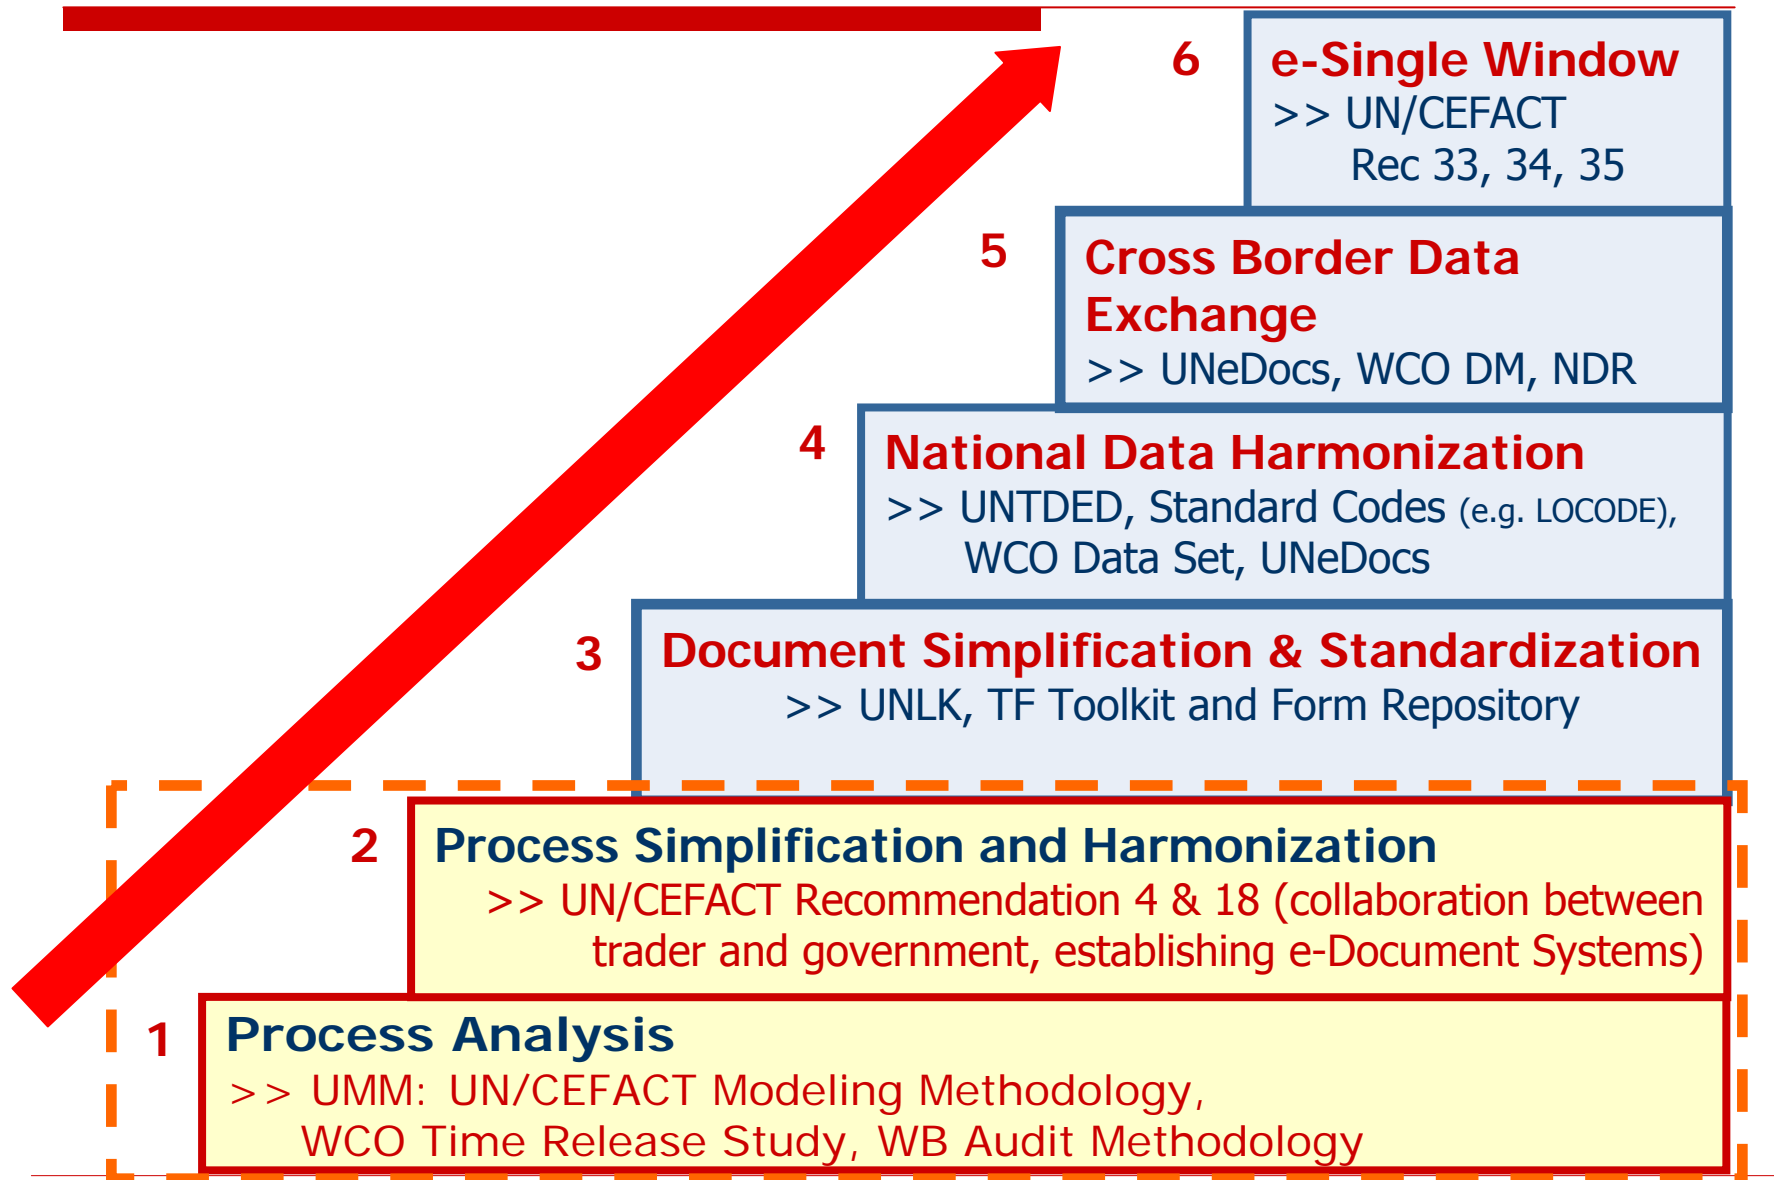 6
e-Single Window
>> UN/CEFACT
Rec 33, 34, 35
5
Cross Border Data
Exchange
>> UNeDocs, WCO DM, NDR
4
National Data Harmonization
>> UNTDED, Standard Codes (e.g. LOCODE),
WCO Data Set, UNeDocs
3
Document Simplification & Standardization
>> UNLK, TF Toolkit and Form Repository
2
Process Simplification and Harmonization
>> UN/CEFACT Recommendation 4 & 18 (collaboration between
trader and government, establishing e-Document Systems)
1
Process Analysis
>> UMM: UN/CEFACT Modeling Methodology,
WCO Time Release Study, WB Audit Methodology